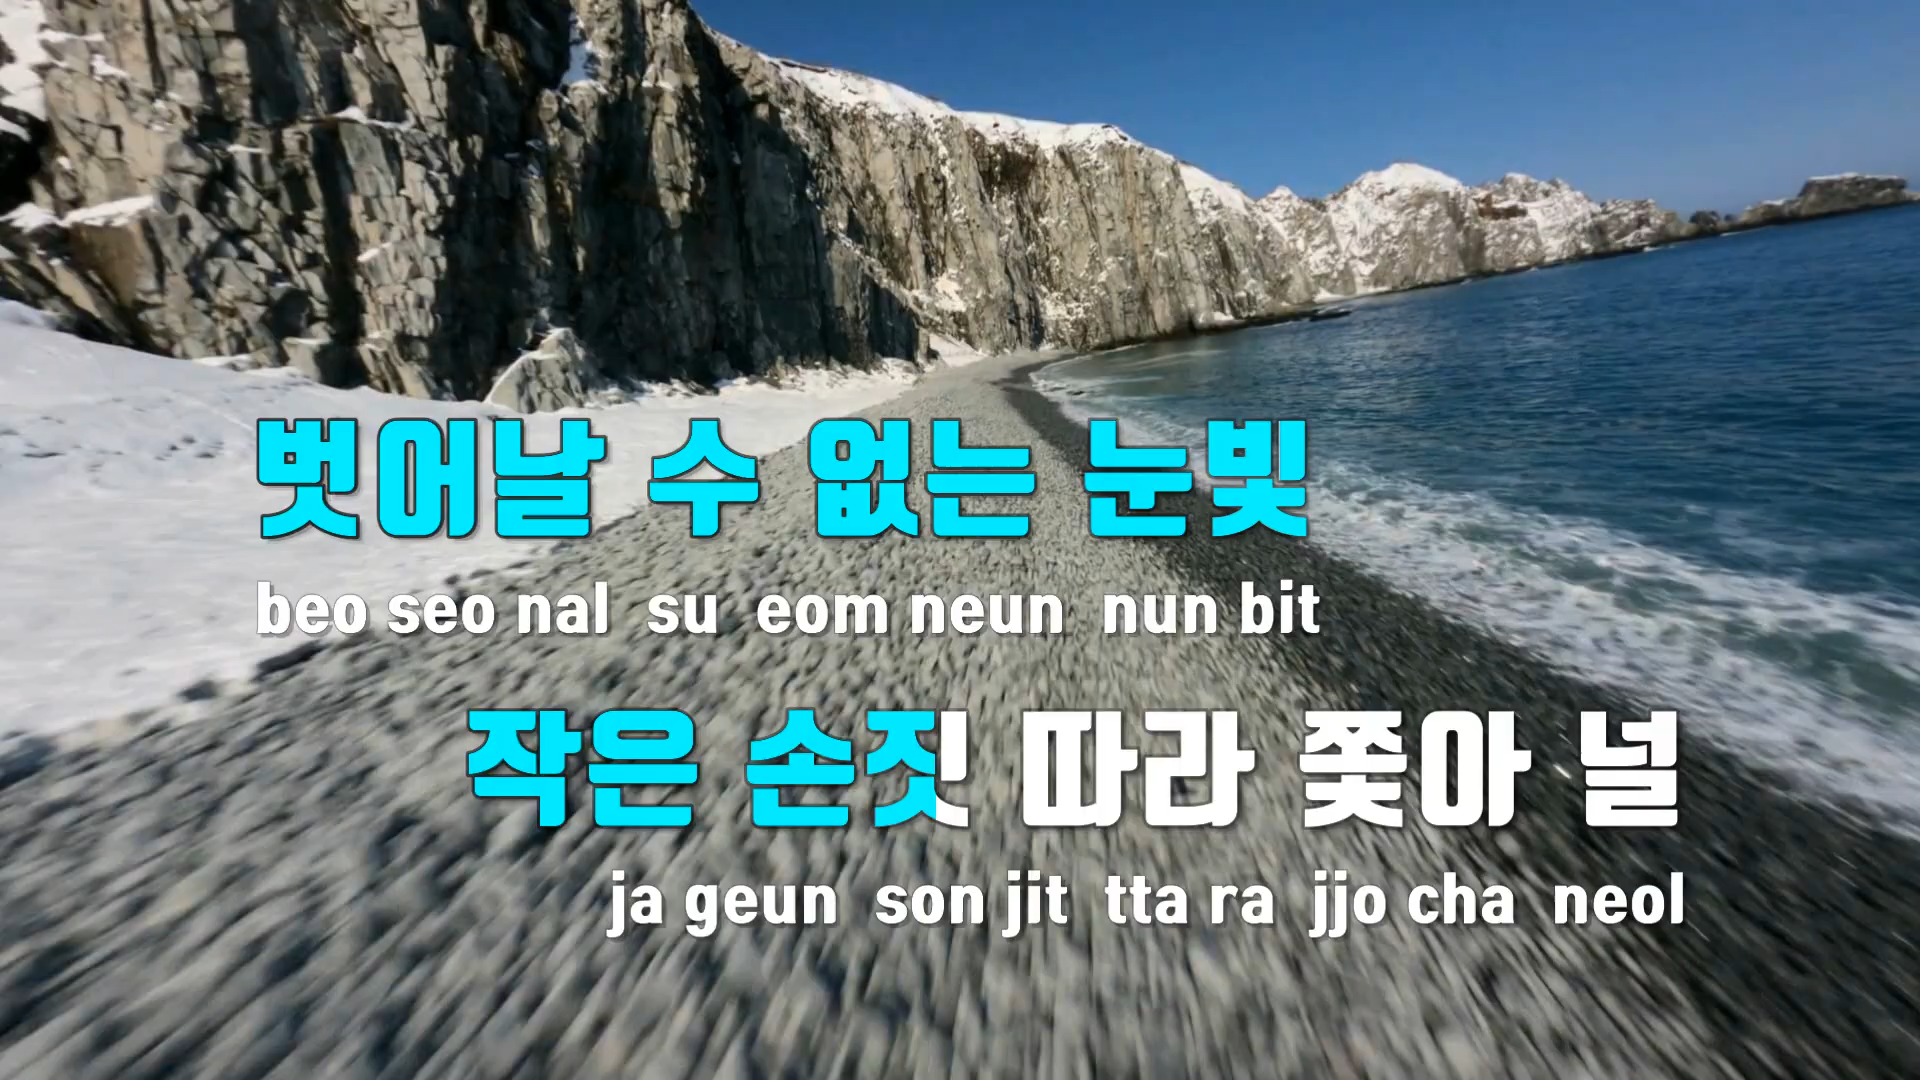 벗어날 수 없는 눈빛
beo seo nal su eom neun nun bit
작은 손짓 따라 쫓아 널
ja geun son jit tta ra jjo cha neol